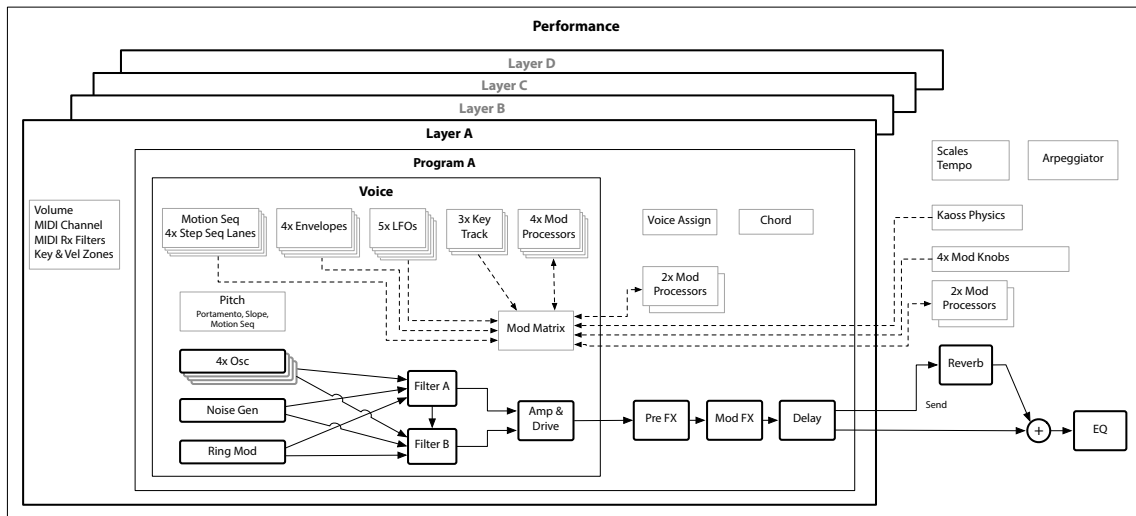 Performance
Layer D
Layer C
Layer B
Layer A
Program A
Voice
Volume
MIDI Channel
MIDI Rx Filters
Key & Vel Zones
Motion Seq
4x Step Seq Lanes
4x Envelopes
5x LFOs
3x Key
Track
4x Mod
Processors
Voice Assign
Chord
Scales
Tempo
Arpeggiator
Kaoss Physics
4x Mod Knobs
2x Mod
Processors
2x Mod
Processors
Pitch
Portamento, Slope,
Motion Seq
Mod Matrix
4x Osc
Noise Gen
Ring Mod
Filter A
Filter B
Amp &
Drive
Pre FX
Mod FX
Delay
Send
Reverb
+
EQ